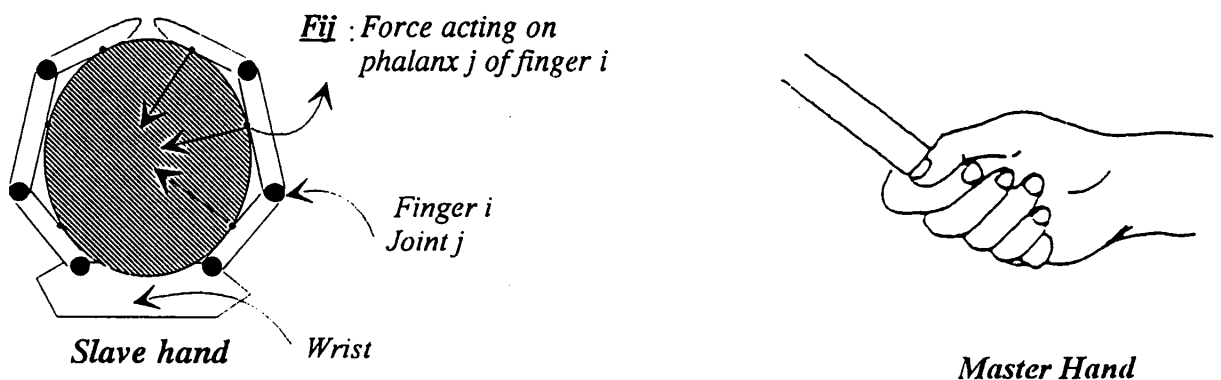 Fij : Force acting on
phalanx j of finger i
Finger i
Joint j
Wrist
Slave hand
Master Hand